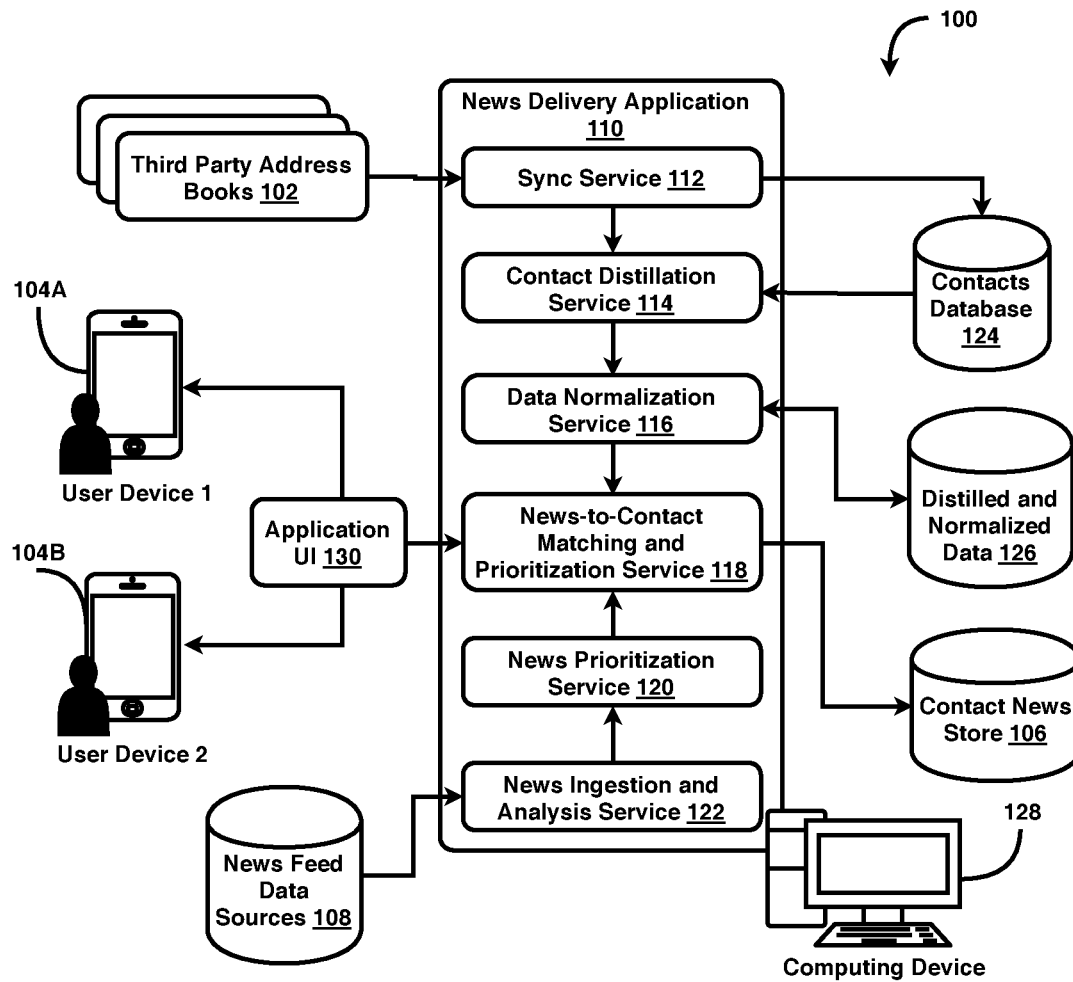 100
News Delivery Application
110
Third Party Address
Books 102
Sync Service 112
Contact Distillation
Service 114
Contacts
Database
124
104A
Data Normalization
Service 116
User Device 1
Distilled and
Normalized
Data 126
Application
UI 130
News-to-Contact
Matching and
Prioritization Service 118
104B
News Prioritization
Service 120
Contact News
Store 106
User Device 2
News Ingestion and
Analysis Service 122
128
News Feed
Data
Sources 108
Computing Device